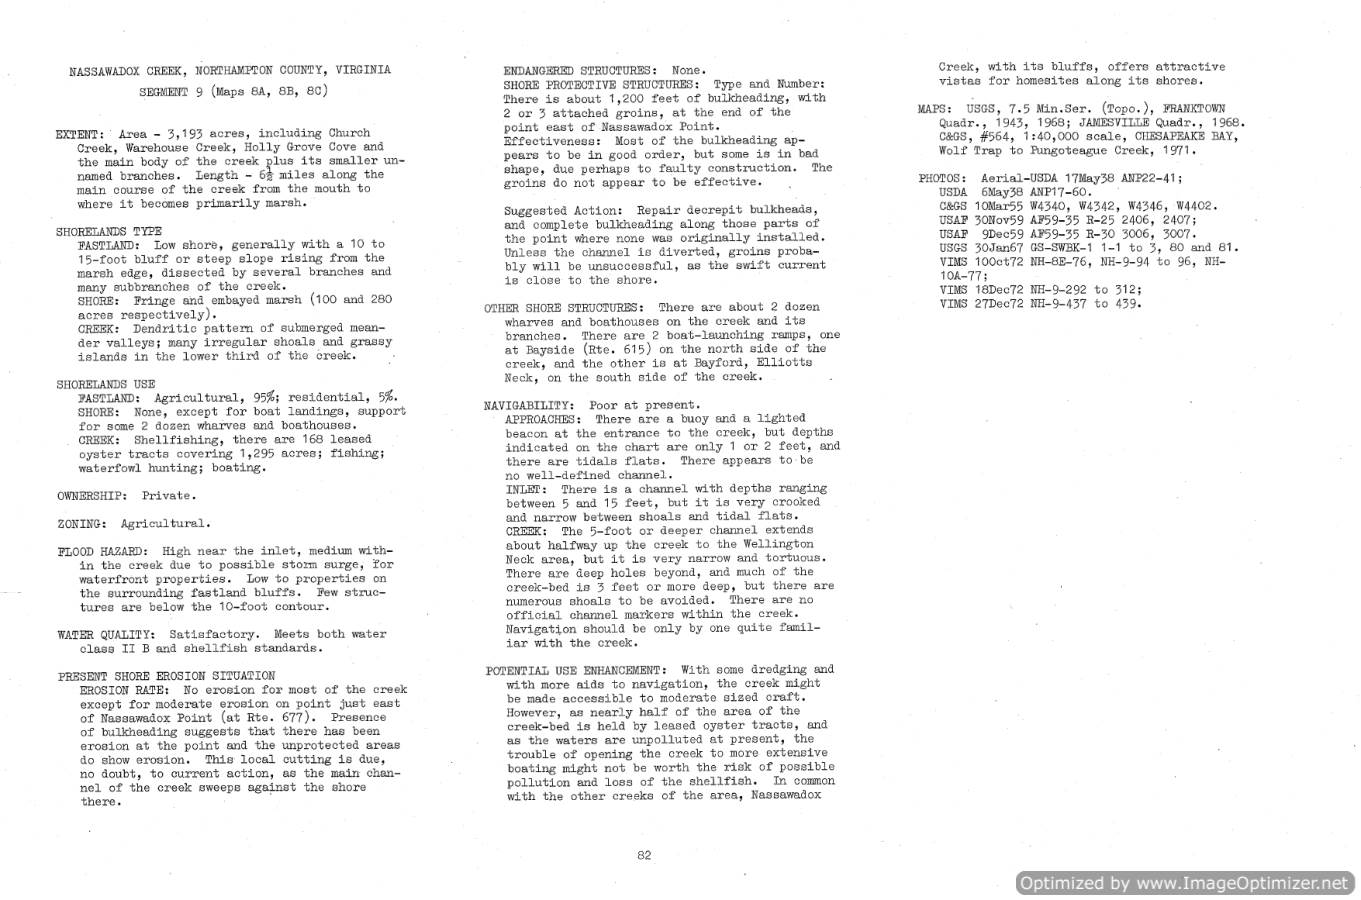 NASSAWADOX CREEK, NORTHAMPTON COUNTY, VIRGINIA
SEGMENT 9 (Maps 8A, 8B, 8C)
EXTENT: Area - 3,193 acres, including Church
Creek, Warehouse Creek, Holly Grove Cove and
the main body of the creek plus its smaller un-
named branches. Length - 6½ miles along the
main course of the creek from the mouth to
where it becomes primarily marsh.
SHORELANDS TYPE
FASTLAND: Low shore, generally with a 10 to
15-foot bluff or steep slope rising from the
marsh edge, dissected by several branches and
many subbranches of the creek.
SHORE: Fringe and embayed marsh (100 and 280
acres respectively).
CREEK: Dendritic pattern of submerged mean-
der valleys; many irregular shoals and grassy
islands in the lower third of the creek.
SHORELANDS USE
FASTLAND: Agricultural, 95%; residential, 5%.
SHORE: None, except for boat landings, support
for some 2 dozen wharves and boathouses.
CREEK: Shellfishing, there are 168 leased
oyster tracts covering 1,295 acres; fishing;
waterfowl hunting; boating.
OWNERSHIP: Private.
ZONING: Agricultural.
FLOOD HAZARD: High near the inlet, medium with-
in the creek due to possible storm surge, for
waterfront properties. Low to properties on
the surrounding fastland bluffs. Few struc-
tures are below the 10-foot contour.
WATER QUALITY: Satisfactory. Meets both water
class II B and shellfish standards.
PRESENT SHORE EROSION SITUATION
EROSION RATE: No erosion for most of the creek
except for moderate erosion on point just east
of Nassawadox Point (at Rte. 677). Presence
of bulkheading suggests that there has been
erosion at the point and the unprotected areas
do show erosion. This local cutting is due,
no doubt, to current action, as the main chan-
nel of the creek sweeps against the shore
there.
ENDANGERED STRUCTURES: None.
SHORE PROTECTIVE STRUCTURES: Type and Number:
There is about 1,200 feet of bulkheading, with
2 or 3 attached groins, at the end of the
point east of Nassawadox Point.
Effectiveness: Most of the bulkheading ap-
pears to be in good order, but some is in bad
shape, due perhaps to faulty construction. The
groins do not appear to be effective.
Suggested Action: Repair decrepit bulkheads,
and complete bulkheading along those parts of
the point where none was originally installed.
Unless the channel is diverted, groins proba-
bly will be unsuccessful, as the swift current
is close to the shore.
OTHER SHORE STRUCTURES: There are about 2 dozen
wharves and boathouses on the creek and its
branches. There are 2 boat-launching ramps, one
at Bayside (Rte. 615) on the north side of the
creek, and the other is at Bayford, Elliotts
Neck, on the south side of the creek.
NAVIGABILITY: Poor at present.
APPROACHES: There are a buoy and a lighted
beacon at the entrance to the creek, but depths
indicated on the chart are only 1 or 2 feet, and
there are tidals flats. There appears to be
no well-defined channel.
INLET: There is a channel with depths ranging
between 5 and 15 feet, but it is very crooked
and narrow between shoals and tidal flats.
CREEK: The 5-foot or deeper channel extends
about halfway up the creek to the Wellington
Neck area, but it is very narrow and tortuous.
There are deep holes beyond, and much of the
creek-bed is 3 feet or more deep, but there are
numerous shoals to be avoided. There are no
official channel markers within the creek.
Navigation should be only by one quite famil-
iar with the creek.
POTENTIAL USE ENHANCEMENT: With some dredging and
with more aids to navigation, the creek might
be made accessible to moderate sized craft.
However, as nearly half of the area of the
creek-bed is held by leased oyster tracts, and
as the waters are unpolluted at present, the
trouble of opening the creek to more extensive
boating might not be worth the risk of possible
pollution and loss of the shellfish. In common
with the other creeks of the area, Nassawadox
Creek, with its bluffs, offers attractive
vistas for homesites along its shores.
MAPS: USGS, 7.5 Min.Ser. (Topo.), FRANKTOWN
Quadr., 1943, 1968; JAMESVILLE Quadr., 1968.
C&GS, #564, 1:40,000 scale, CHESAPEAKE BAY,
Wolf Trap to Pungoteague Creek, 1971.
PHOTOS: Aerial-USDA 17May38 ANP22-41;
USDA 6May38 ANP17-60.
C&GS 10Mar55 W4340, W4342, W4346, W4402.
USAF 30Nov59 AF59-35 R-25 2406, 2407;
USAF 9Dec59 AF59-35 R-30 3006, 3007.
USGS 30Jan67 GS-SWBK-1 1-1 to 3, 80 and 81.
VIMS 10Oct72 NH-8E-76, NH-9-94 to 96, NH-
10A-77;
VIMS 18Dec72 NH-9-292 to 312;
VIMS 27Dec72 NH-9-437 to 439.
82
Optimized by www.ImageOptimizer.net